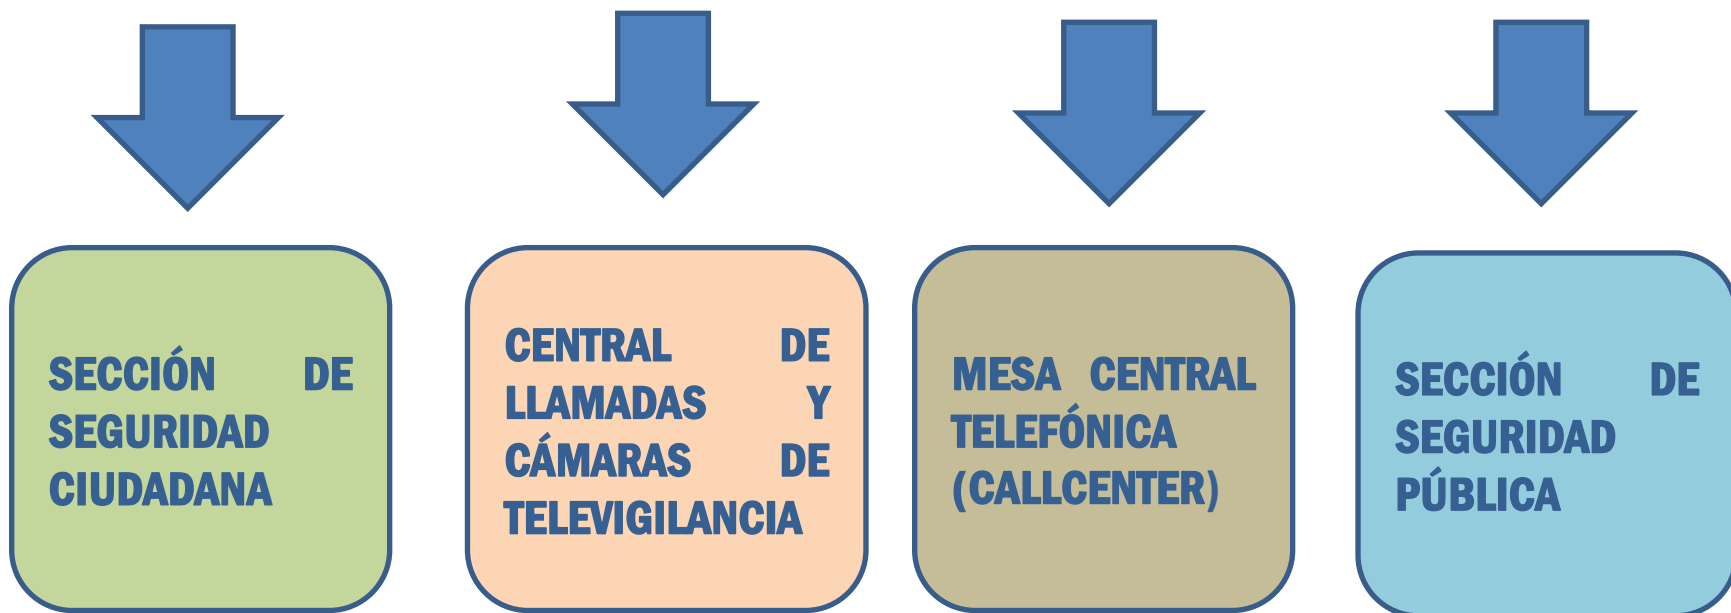 SECCIÓN DE
SEGURIDAD
CIUDADANA
CENTRAL DE
LLAMADAS Y
CÁMARAS DE
TELEVIGILANCIA
MESA CENTRAL
TELEFÓNICA
(CALLCENTER)
SECCIÓN DE
SEGURIDAD
PÚBLICA